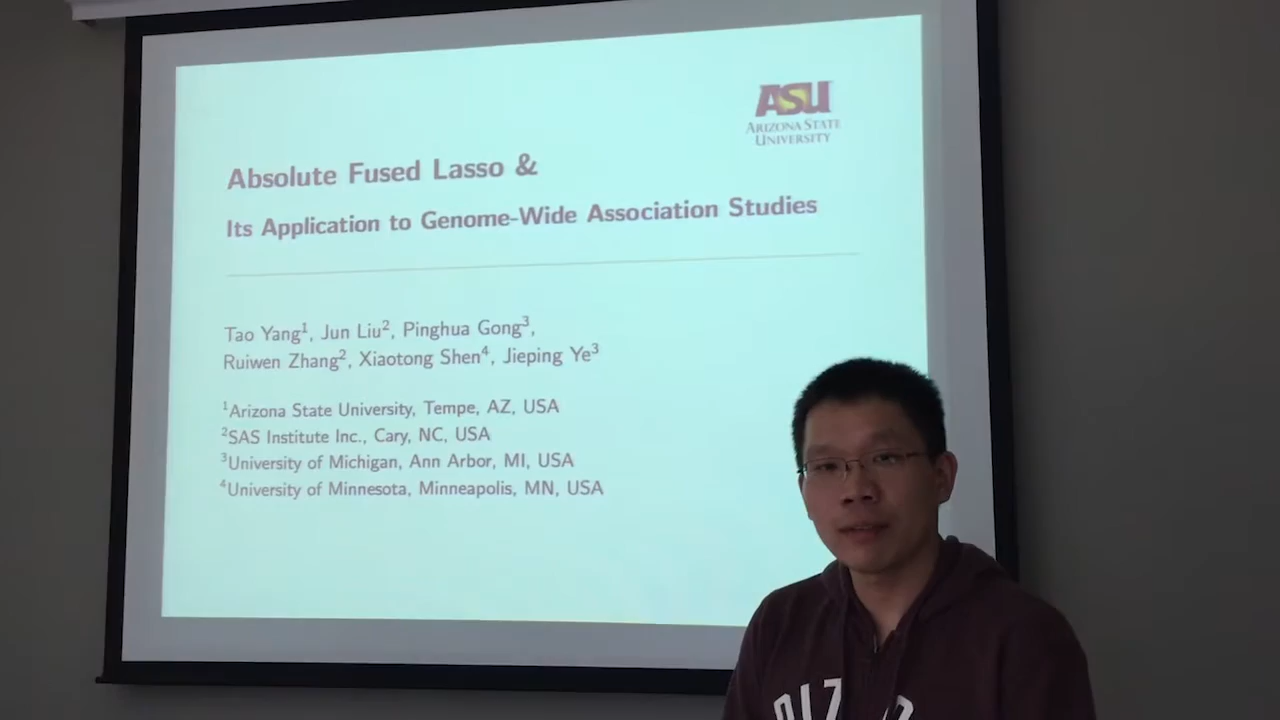 ASU
ARIZONA STATE
UNIVERSITY
Absolute Fused Lasso &
Its Application to Genome-Wide Association Studies
Tao Yang¹, Jun Liu², Pinghua Gong³,
Ruiwen Zhang², Xiaotong Shen⁴, Jieping Ye³
¹Arizona State University, Tempe, AZ, USA
²SAS Institute Inc., Cary, NC, USA
³University of Michigan, Ann Arbor, MI, USA
⁴University of Minnesota, Minneapolis, MN, USA